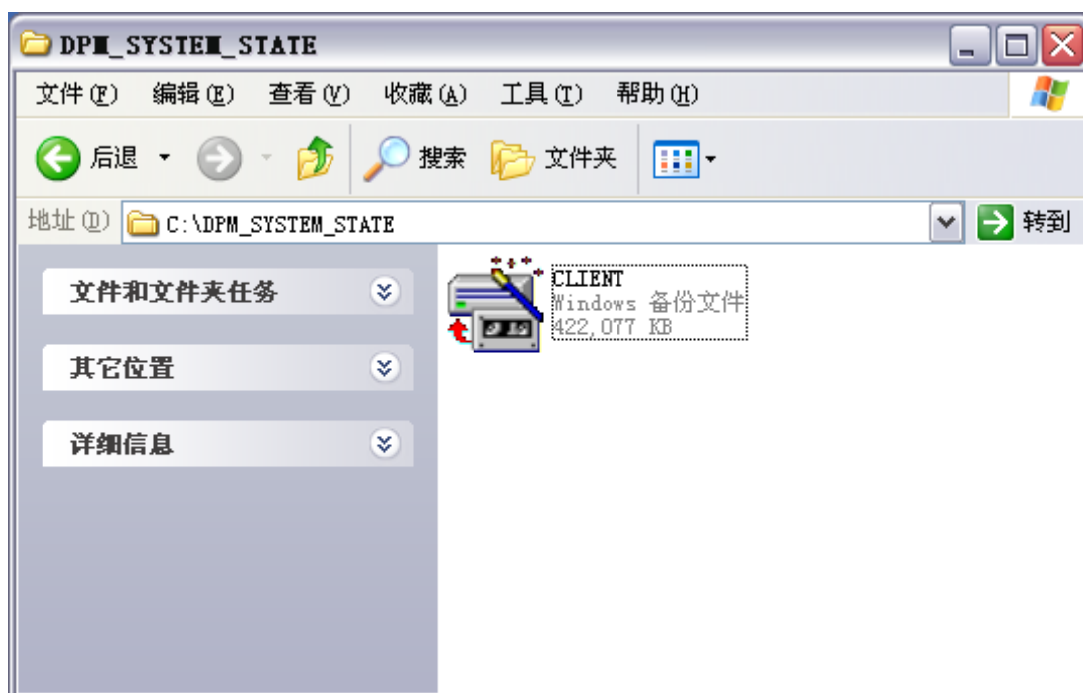 DPM_SYSTEM_STATE
文件(F) 编辑(E) 查看(V) 收藏(A) 工具(T) 帮助(H)
后退 搜索 文件夹
地址(D) C:\DPM_SYSTEM_STATE 转到
文件和文件夹任务
其它位置
详细信息
CLIENT
Windows 备份文件
422,077 KB